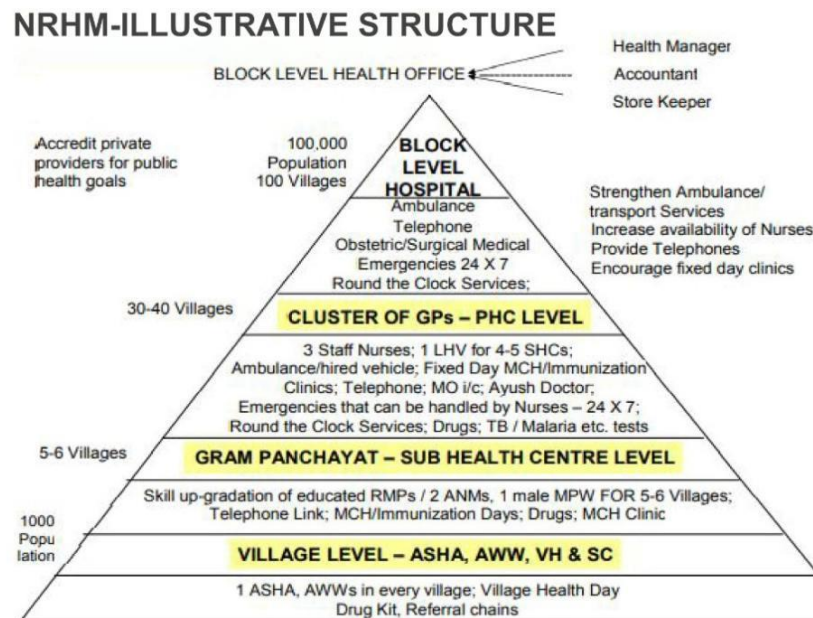 NRHM-ILLUSTRATIVE STRUCTURE
BLOCK LEVEL HEALTH OFICE
Health Manager
Accountant
Store Keeper
Accredit private
providers for public
health goals
100,000
Population
100 Villages
BLOCK
LEVEL
HOSPITAL
Strengthen Ambulance/
transport Services
Increase availability of Nurses
Provide Telephones
Encourage fixed day clinics
Ambulance
Telephone
Obstetric/Surgical Medical
Emergencies 24 X 7
Round the Clock Services;
30-40 Villages
CLUSTER OF GPs – PHC LEVEL
3 Staff Nurses; 1 LHV for 4-5 SHCs;
Ambulance/hired vehicle; Fixed Day MCH/Immunization
Clinics; Telephone; MO i/c; Ayush Doctor;
Emergencies that can be handled by Nurses – 24 X 7;
Round the Clock Services; Drugs; TB / Malaria etc. tests
5-6 Villages
GRAM PANCHAYAT – SUB HEALTH CENTRE LEVEL
Skill up-gradation of educated RMPs / 2 ANMs, 1 male MPW FOR 5-6 Villages;
Telephone Link; MCH/Immunization Days; Drugs; MCH Clinic
1000
Popu
lation
VILLAGE LEVEL – ASHA, AWW, VH & SC
1 ASHA, AWWs in every village; Village Health Day
Drug Kit, Referral chains